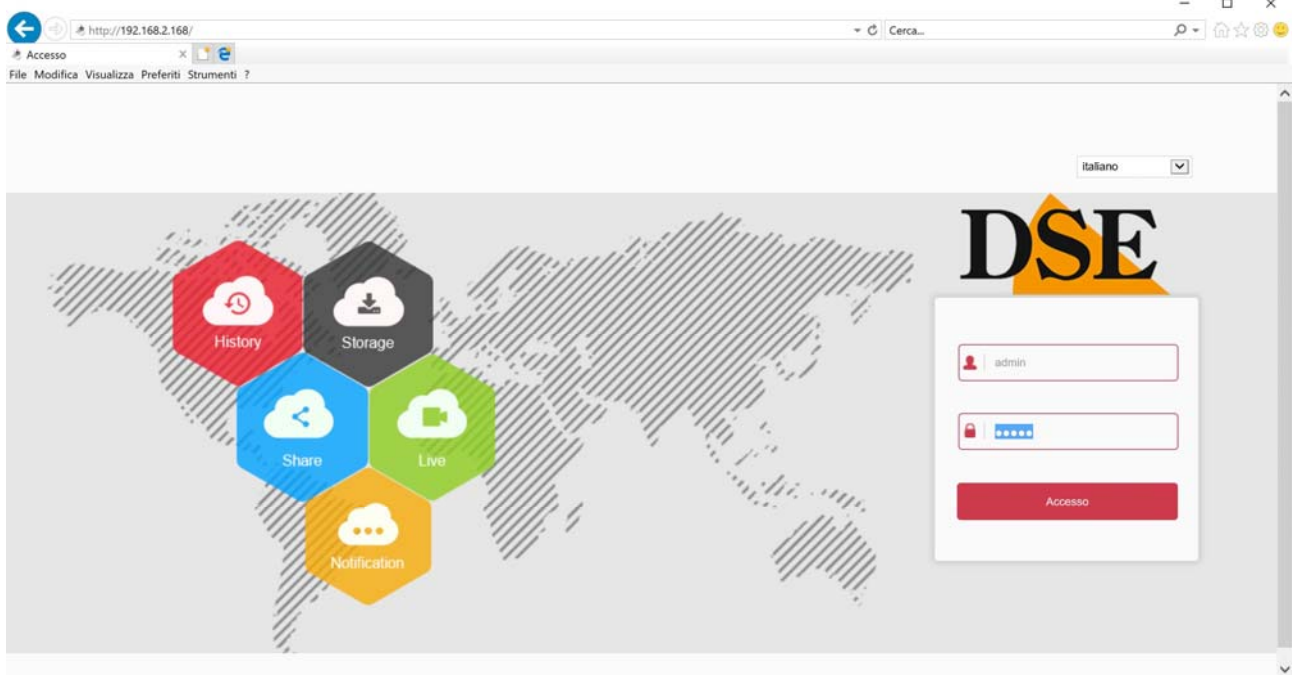 http://192.168.2.168/
Cerca...
Accesso
File Modifica Visualizza Preferiti Strumenti ?
italiano
DSE
History
Storage
admin
Share
Live
Accesso
Notification